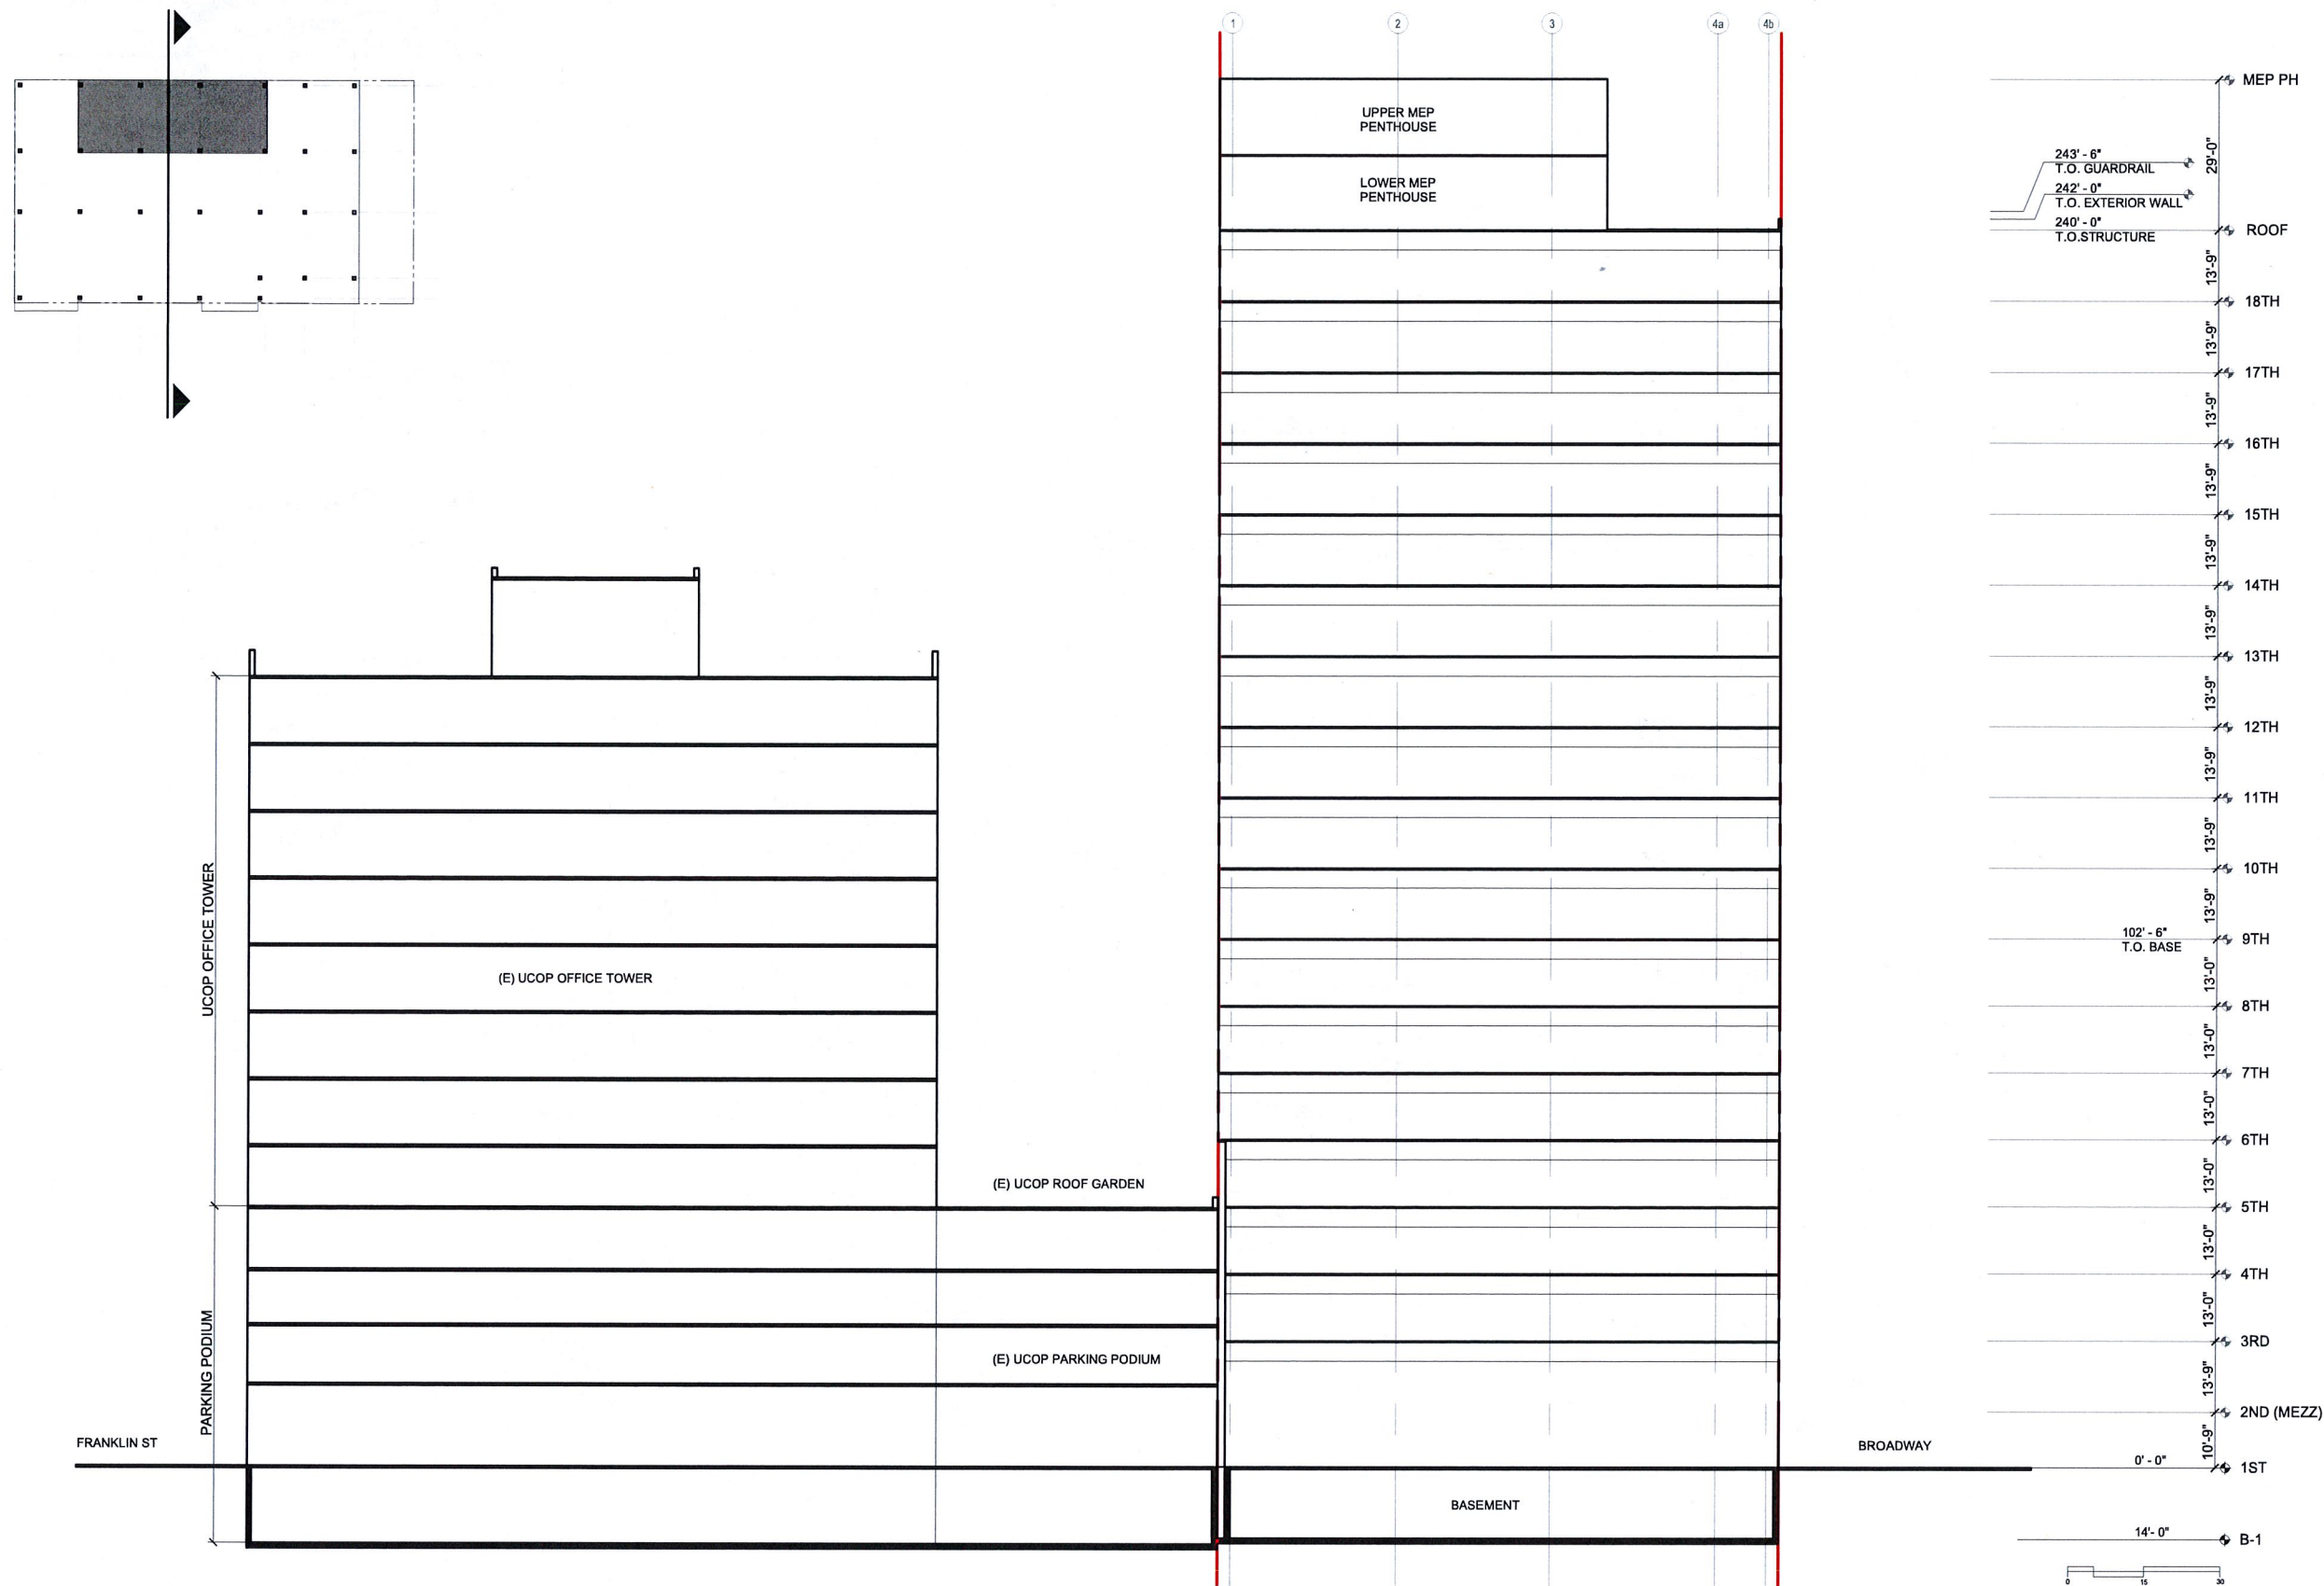 1 2 3 4a 4b
MEP PH
UPPER MEP
PENTHOUSE
29'-0"
243' - 6"
T.O. GUARDRAIL
LOWER MEP
PENTHOUSE
242' - 0"
T.O. EXTERIOR WALL
240' - 0"
T.O.STRUCTURE
ROOF
13'-9"
18TH
13'-9"
17TH
13'-9"
16TH
13'-9"
15TH
13'-9"
14TH
13'-9"
13TH
13'-9"
12TH
13'-9"
11TH
13'-9"
10TH
13'-9"
102' - 6"
T.O. BASE
9TH
UCOP OFFICE TOWER
(E) UCOP OFFICE TOWER
13'-0"
8TH
13'-0"
7TH
13'-0"
6TH
(E) UCOP ROOF GARDEN
13'-0"
5TH
13'-0"
4TH
13'-0"
3RD
PARKING PODIUM
(E) UCOP PARKING PODIUM
13'-9"
2ND (MEZZ)
FRANKLIN ST
BROADWAY
10'-9"
0' - 0"
1ST
BASEMENT
14'- 0"
B-1
0 15 30